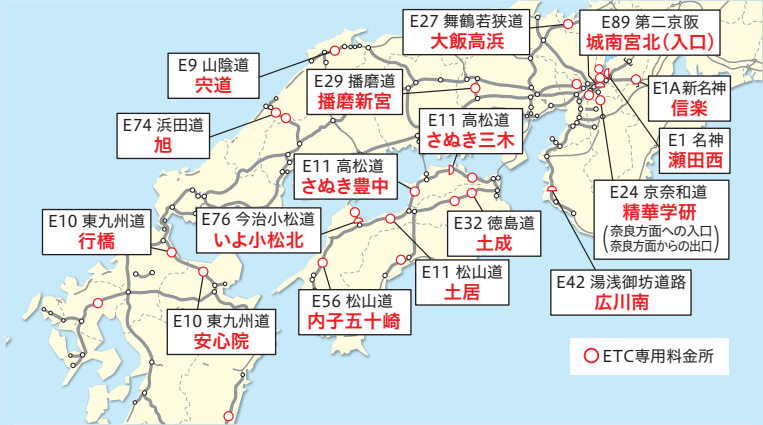 E27 舞鶴若狭道
大飯高浜
E89 第二京阪
城南宮北(入口)
E9 山陰道
宍道
E29 播磨道
播磨新宮
E1A新名神
信楽
E74 浜田道
旭
E11 高松道
さぬき三木
E1 名神
瀬田西
E11 高松道
さぬき豊中
E24 京奈和道
精華学研
(奈良方面への入口
奈良方面からの出口)
E10 東九州道
行橋
E76 今治小松道
いよ小松北
E32 徳島道
土成
E11 松山道
土居
E42 湯浅御坊道路
広川南
E56 松山道
内子五十崎
E10 東九州道
安心院
ETC専用料金所